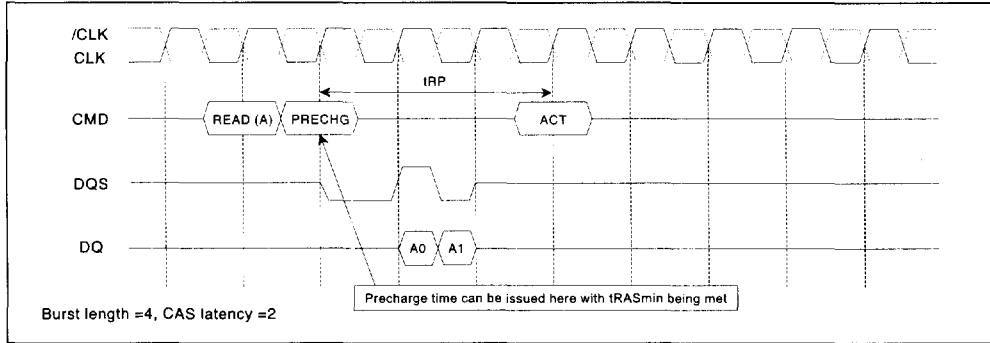 /CLK
CLK
tRP
CMD
READ (A)
PRECHG
ACT
DQS
DQ
A0
A1
Precharge time can be issued here with tRASmin being met
Burst length =4, CAS latency =2